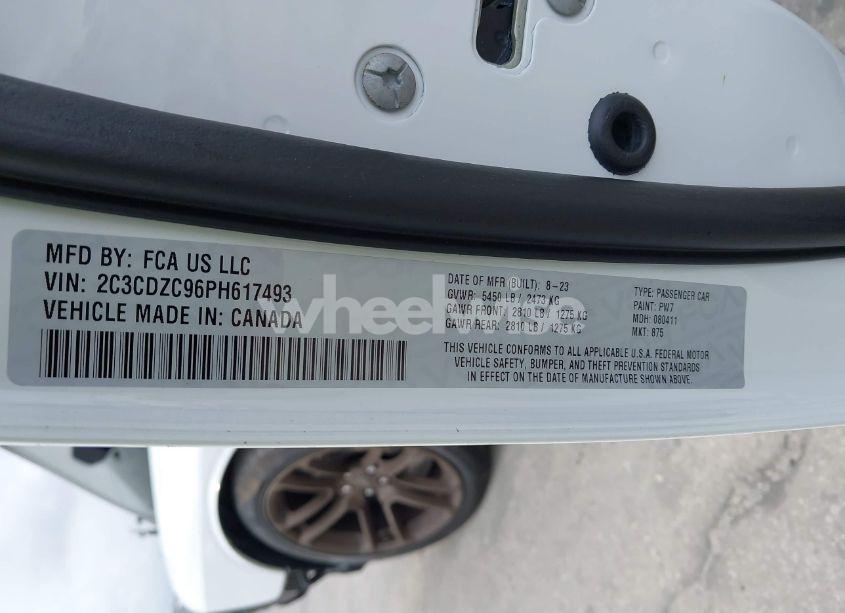 MFD BY: FCA US LLC
VIN: 2C3CDZC96PH617493
VEHICLE MADE IN: CANADA
DATE OF MFR (BUILT): 8-23
GVWR: 5450 LB / 2473 KG
GAWR FRONT: 2810 LB / 1275 KG
GAWR REAR: 2810 LB / 1275 KG
TYPE: PASSENGER CAR
PAINT: PW7
MDH: 080411
MKT: 875
THIS VEHICLE CONFORMS TO ALL APPLICABLE U.S.A. FEDERAL MOTOR
VEHICLE SAFETY, BUMPER, AND THEFT PREVENTION STANDARDS
IN EFFECT ON THE DATE OF MANUFACTURE SHOWN ABOVE.